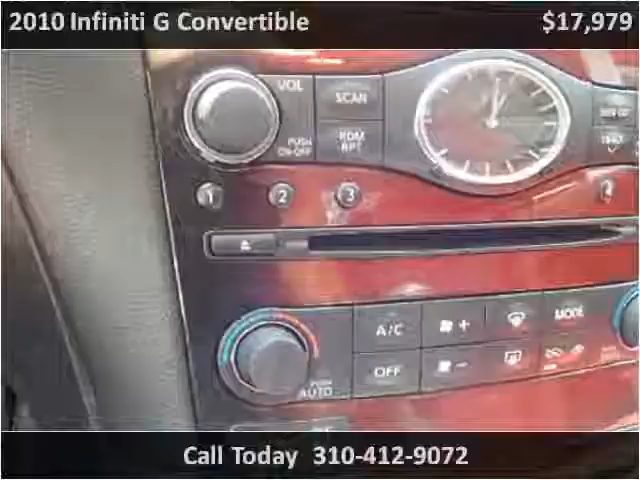 2010 Infiniti G Convertible $17,979
VOL SCAN
PUSH ON·OFF RDM RPT
1 2 3
A/C + MODE
OFF -
PUSH AUTO
Call Today 310-412-9072